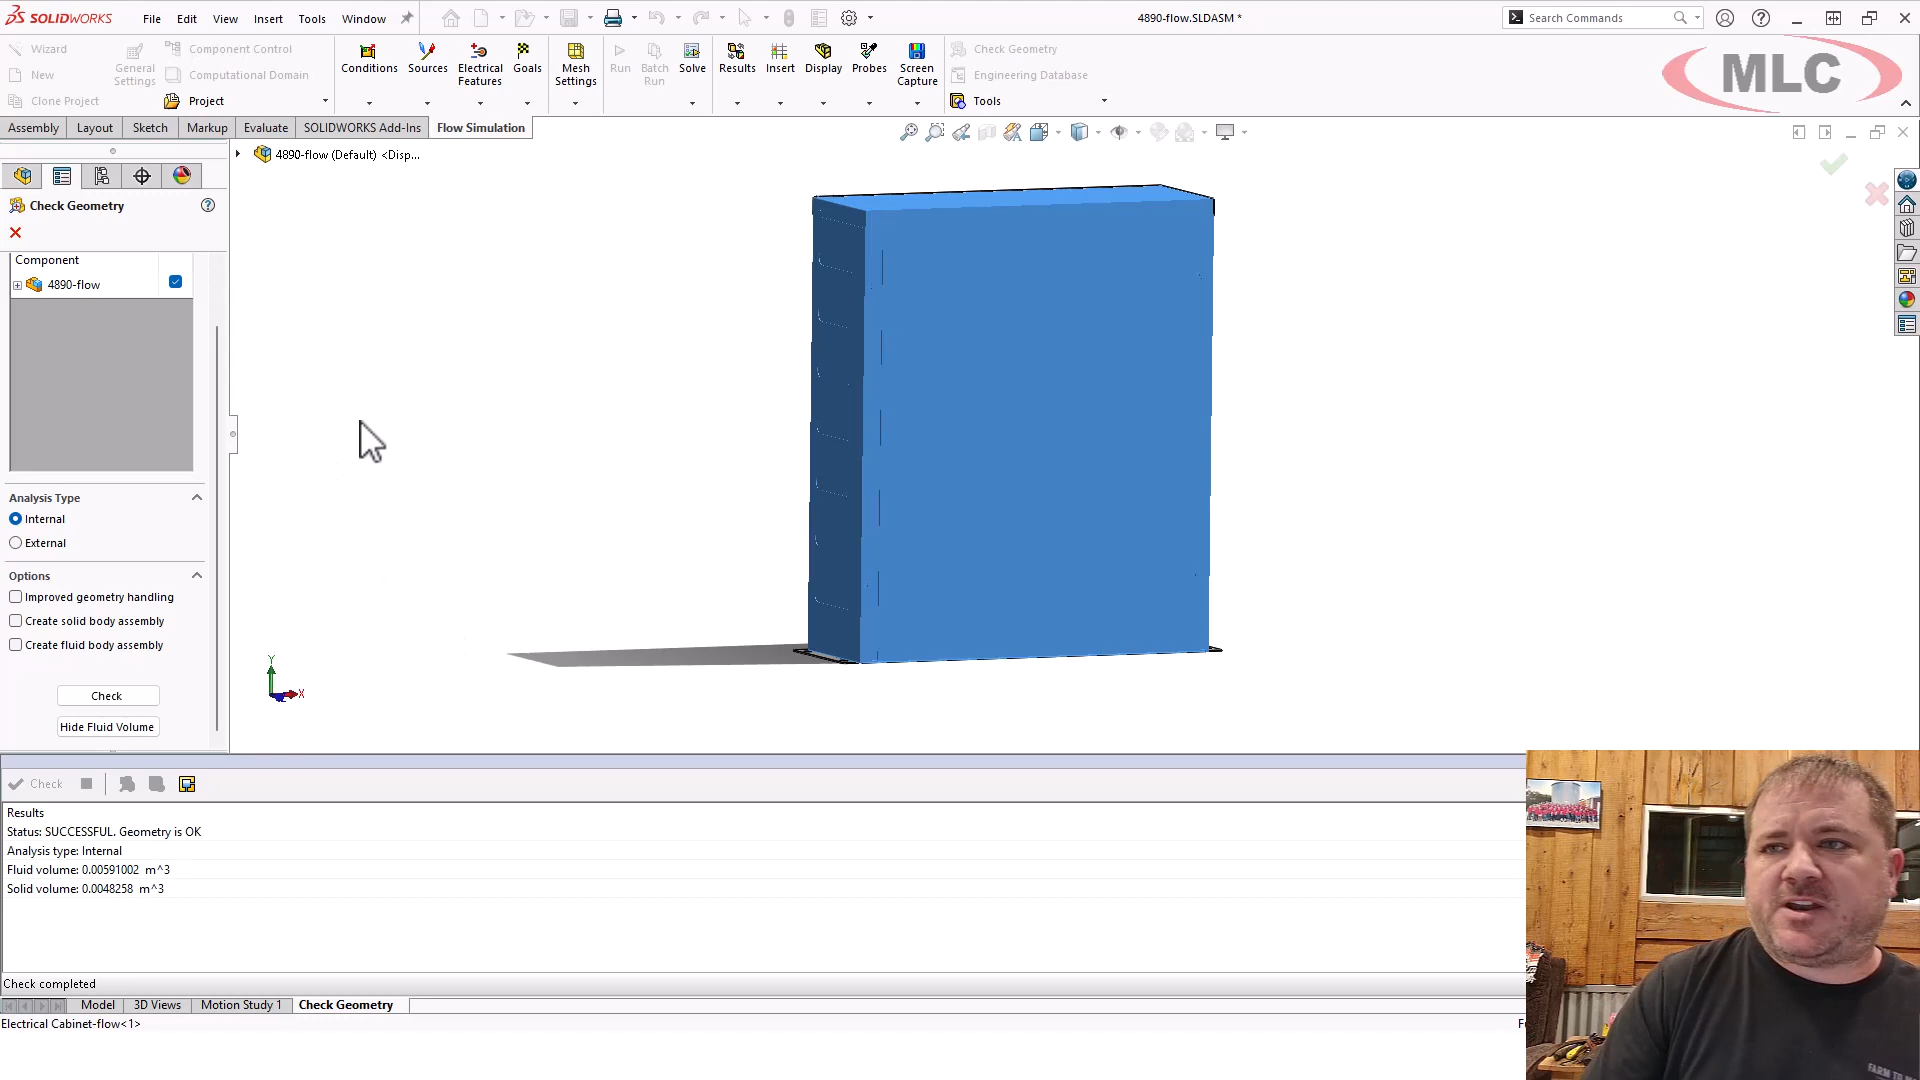 SOLIDWORKS
File Edit View Insert Tools Window
4890-flow.SLDASM *
Search Commands
Wizard
New
Clone Project
General Settings
Component Control
Computational Domain
Project
Conditions
Sources
Electrical Features
Goals
Mesh Settings
Run
Batch Run
Solve
Results
Insert
Display
Probes
Screen Capture
Check Geometry
Engineering Database
Tools
MLC
Assembly Layout Sketch Markup Evaluate SOLIDWORKS Add-Ins Flow Simulation
4890-flow (Default) <Disp...
Check Geometry
Component
4890-flow
Analysis Type
Internal
External
Options
Improved geometry handling
Create solid body assembly
Create fluid body assembly
Check
Hide Fluid Volume
Y
X
Check
Results
Status: SUCCESSFUL. Geometry is OK
Analysis type: Internal
Fluid volume: 0.00591002 m^3
Solid volume: 0.0048258 m^3
Check completed
Model 3D Views Motion Study 1 Check Geometry
Electrical Cabinet-flow<1>